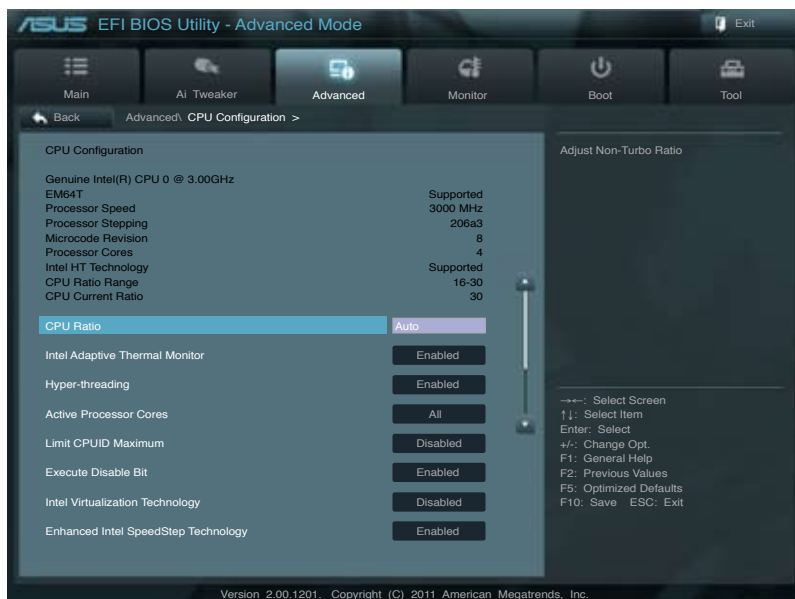 ASUS EFI BIOS Utility - Advanced Mode
Exit
Main
Ai Tweaker
Advanced
Monitor
Boot
Tool
Back
Advanced\ CPU Configuration >
CPU Configuration
Genuine Intel(R) CPU 0 @ 3.00GHz
EM64T Supported
Processor Speed 3000 MHz
Processor Stepping 206a3
Microcode Revision 8
Processor Cores 4
Intel HT Technology Supported
CPU Ratio Range 16-30
CPU Current Ratio 30
CPU Ratio Auto
Intel Adaptive Thermal Monitor Enabled
Hyper-threading Enabled
Active Processor Cores All
Limit CPUID Maximum Disabled
Execute Disable Bit Enabled
Intel Virtualization Technology Disabled
Enhanced Intel SpeedStep Technology Enabled
Adjust Non-Turbo Ratio
→←: Select Screen
↑↓: Select Item
Enter: Select
+/-: Change Opt.
F1: General Help
F2: Previous Values
F5: Optimized Defaults
F10: Save ESC: Exit
Version 2.00.1201. Copyright (C) 2011 American Megatrends, Inc.